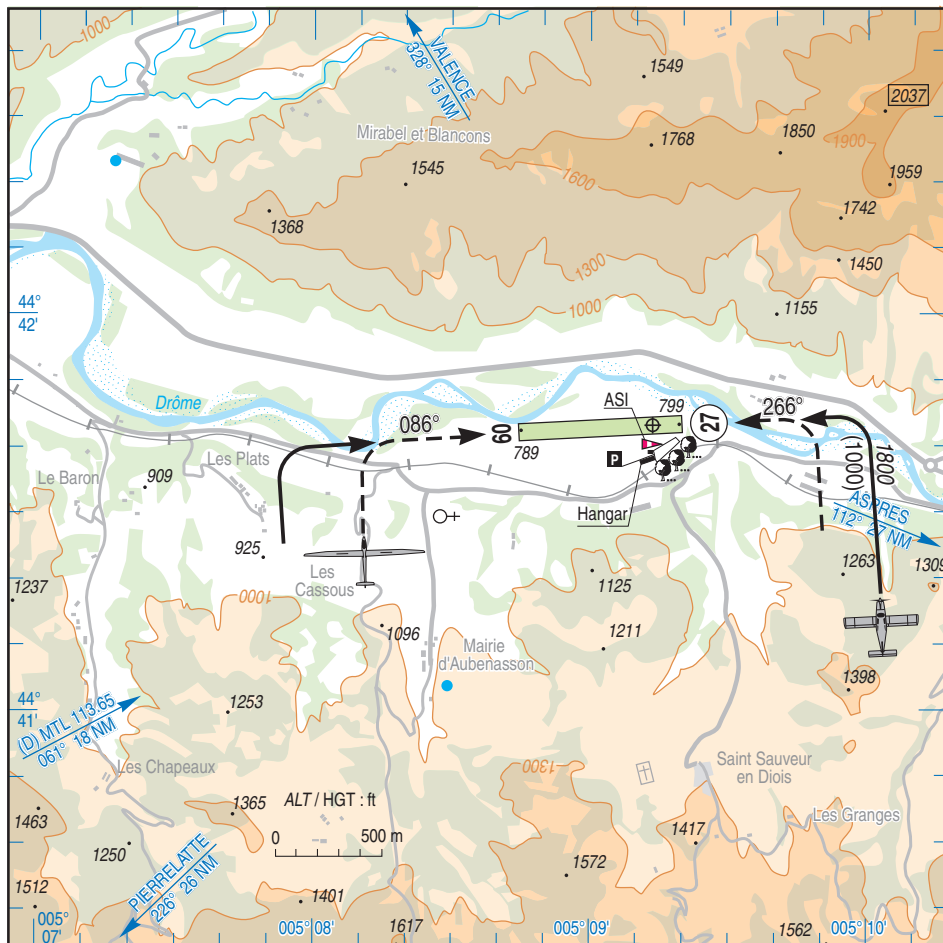 1000
VALENCE
328° 15 NM
1549
2037
Mirabel et Blancons
1768
1850
1900
1545
1600
1959
1368
1742
1300
1450
44°
42'
1000
1155
Drôme
ASI
799
086°
09
27
266°
789
P
Le Baron
909
Les Plats
Hangar
1800
(1000)
ASPRES
112° 27 NM
925
Les
Cassous
1237
1000
1125
1263
1309
1096
1211
Mairie
d'Aubenasson
1398
44°
41'
(D) MTL 113.65
061° 18 NM
1253
Les Chapeaux
1300
Saint Sauveur
en Diois
1463
1365
ALT / HGT : ft
0 500 m
Les Granges
1417
1250
PIERRELATTE
226° 26 NM
1572
1512
1401
005°
07'
005° 08'
1617
005° 09'
1562
005° 10'